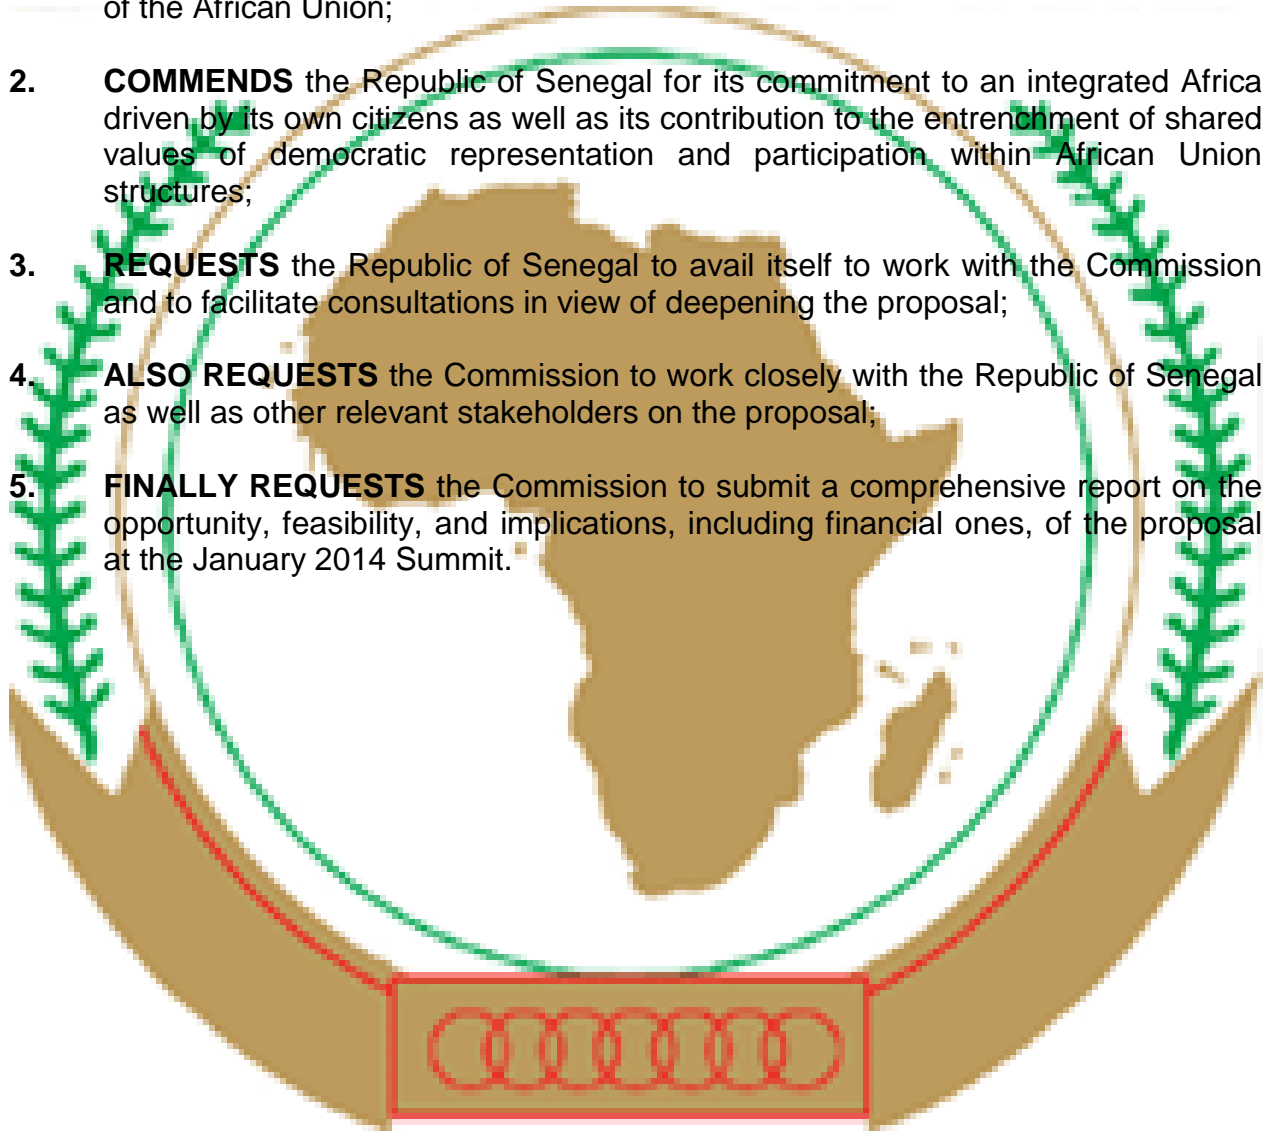 of the African Union;
2. COMMENDS the Republic of Senegal for its commitment to an integrated Africa
driven by its own citizens as well as its contribution to the entrenchment of shared
values of democratic representation and participation within African Union
structures;
3. REQUESTS the Republic of Senegal to avail itself to work with the Commission
and to facilitate consultations in view of deepening the proposal;
4. ALSO REQUESTS the Commission to work closely with the Republic of Senegal
as well as other relevant stakeholders on the proposal;
5. FINALLY REQUESTS the Commission to submit a comprehensive report on the
opportunity, feasibility, and implications, including financial ones, of the proposal
at the January 2014 Summit.